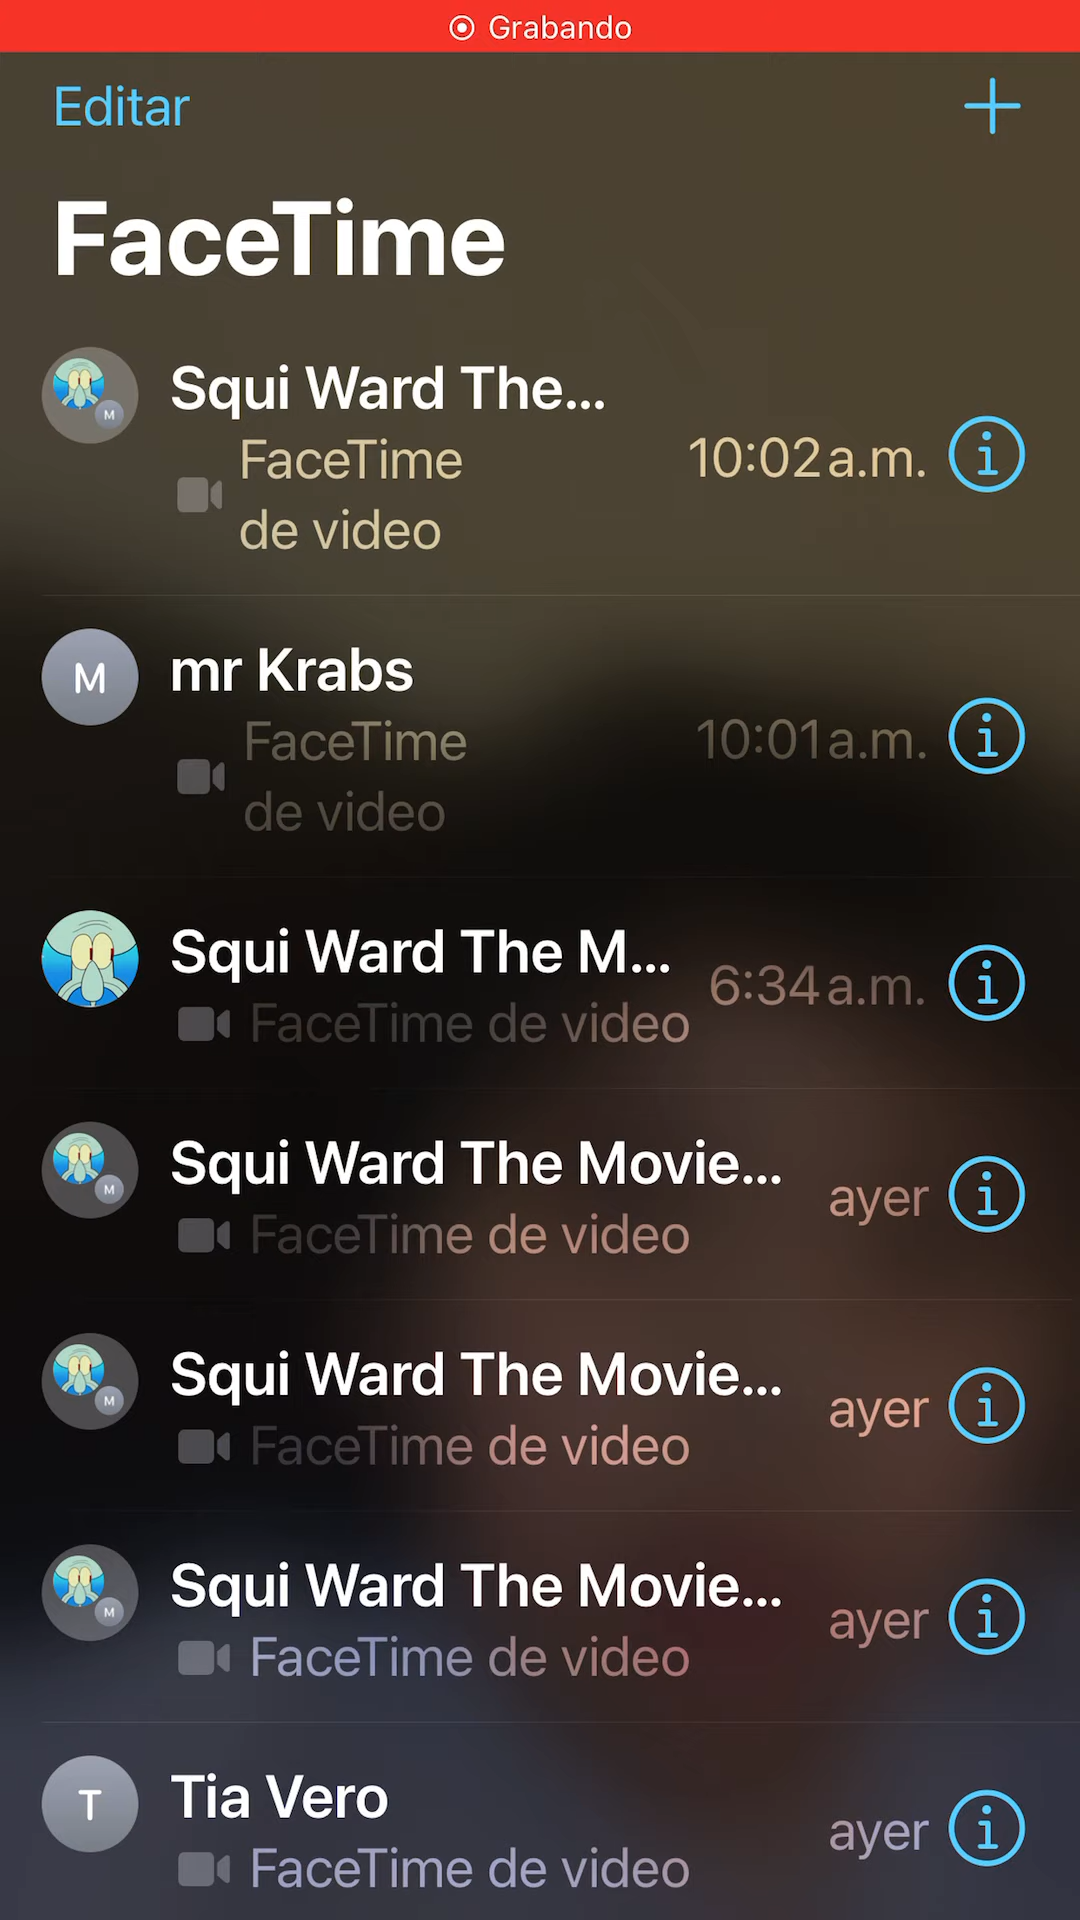 Grabando
Editar
FaceTime
Squi Ward The...
FaceTime
de video
10:02 a.m.
M
M
mr Krabs
FaceTime
de video
10:01 a.m.
Squi Ward The M...
6:34 a.m.
FaceTime de video
Squi Ward The Movie...
M
ayer
FaceTime de video
Squi Ward The Movie...
M
ayer
FaceTime de video
Squi Ward The Movie...
M
ayer
FaceTime de video
T
Tia Vero
ayer
FaceTime de video